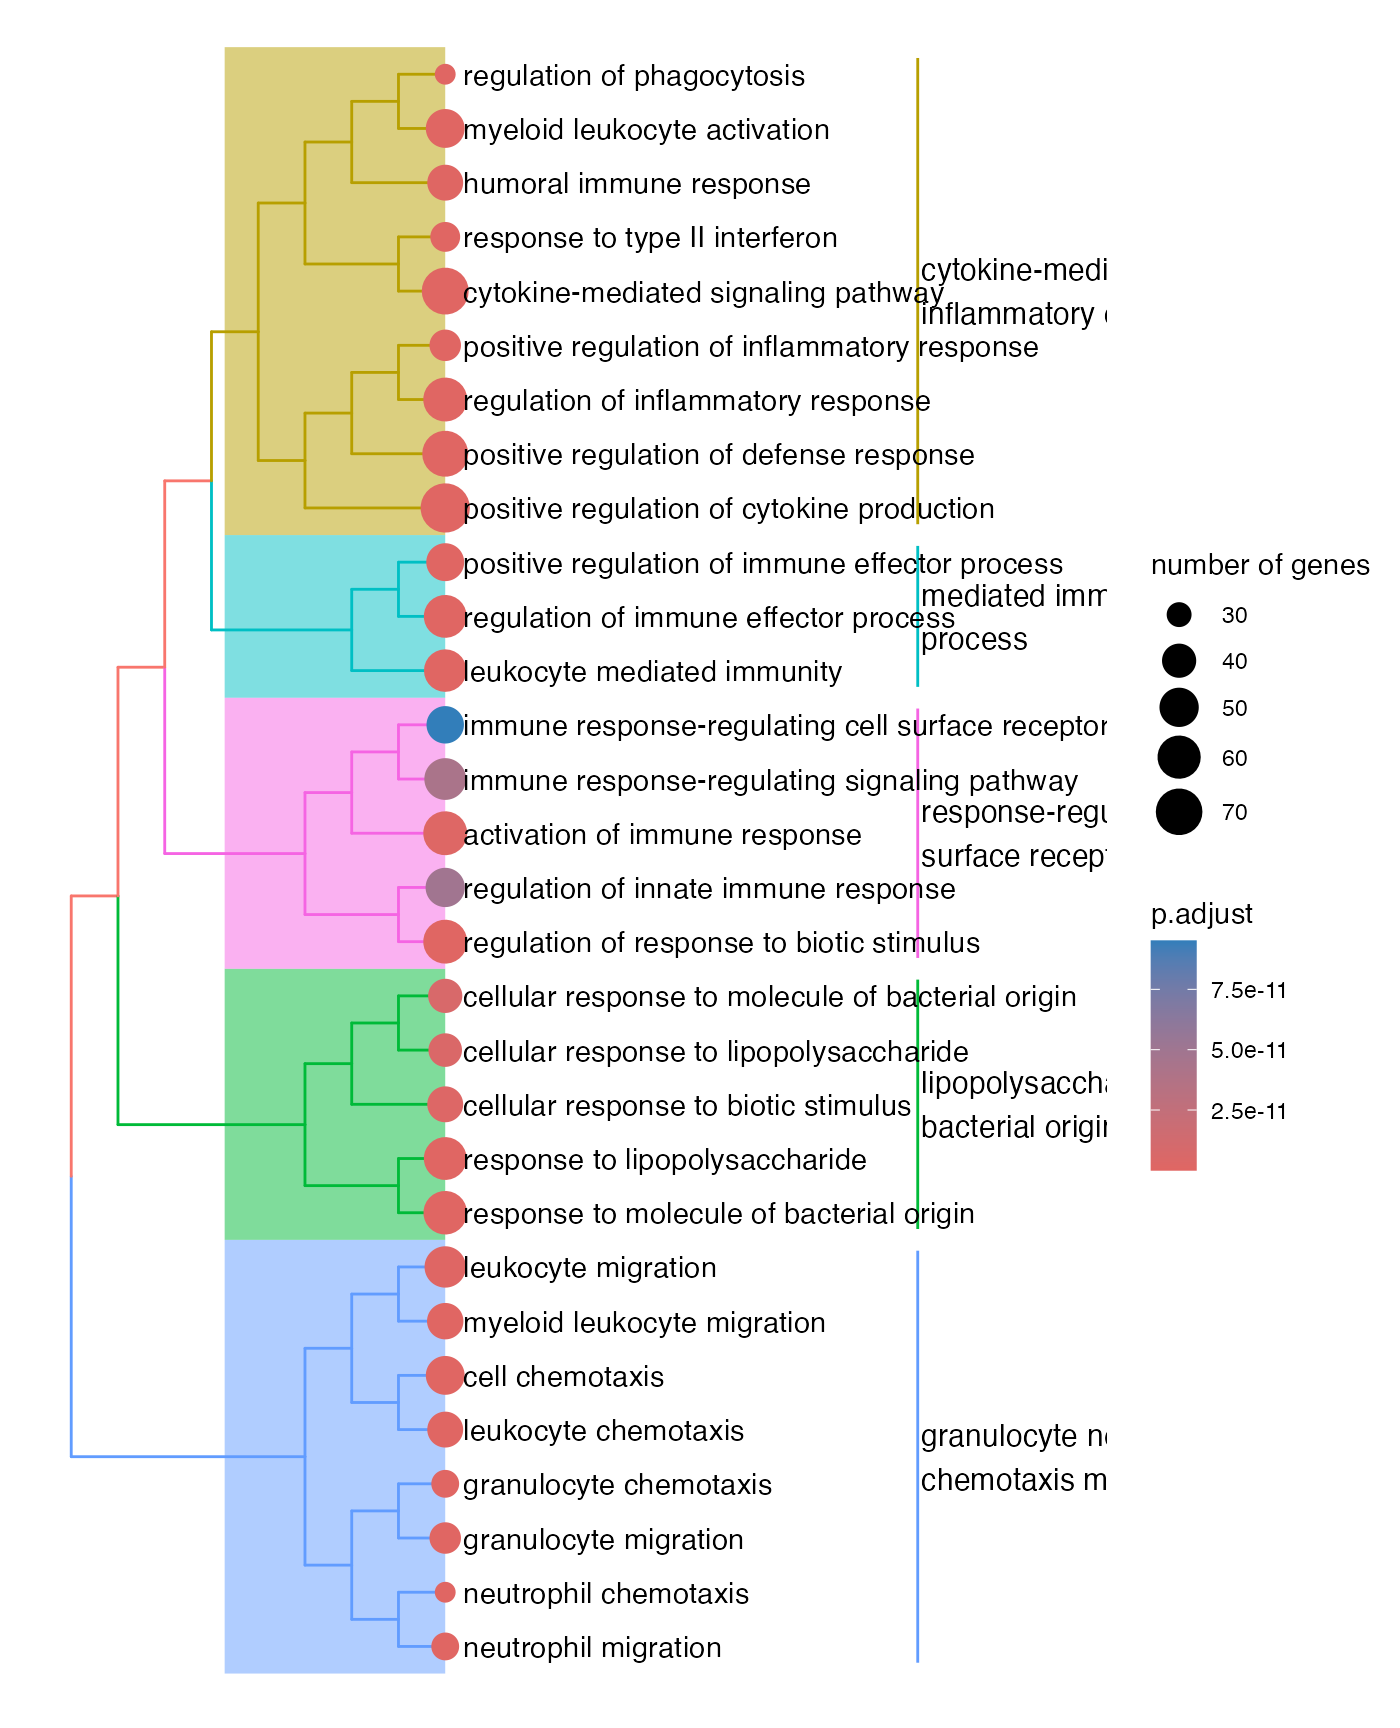 regulation of phagocytosis
myeloid leukocyte activation
humoral immune response
response to type II interferon
cytokine-mediated signaling pathway
positive regulation of inflammatory response
regulation of inflammatory response
positive regulation of defense response
positive regulation of cytokine production
positive regulation of immune effector process
regulation of immune effector process
leukocyte mediated immunity
immune response-regulating cell surface receptor
immune response-regulating signaling pathway
activation of immune response
regulation of innate immune response
regulation of response to biotic stimulus
cellular response to molecule of bacterial origin
cellular response to lipopolysaccharide
cellular response to biotic stimulus
response to lipopolysaccharide
response to molecule of bacterial origin
leukocyte migration
myeloid leukocyte migration
cell chemotaxis
leukocyte chemotaxis
granulocyte chemotaxis
granulocyte migration
neutrophil chemotaxis
neutrophil migration
cytokine-medi
inflammatory
mediated imm
process
response-regu
surface recep
lipopolysaccha
bacterial origin
granulocyte n
chemotaxis m
number of genes
30
40
50
60
70
p.adjust
7.5e-11
5.0e-11
2.5e-11